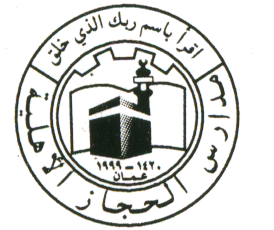 اقرأ باسم ربك الذي خلق
١٤٢٠ – ١٩٩٩
عمان
مدارس الحجاز الأهلية